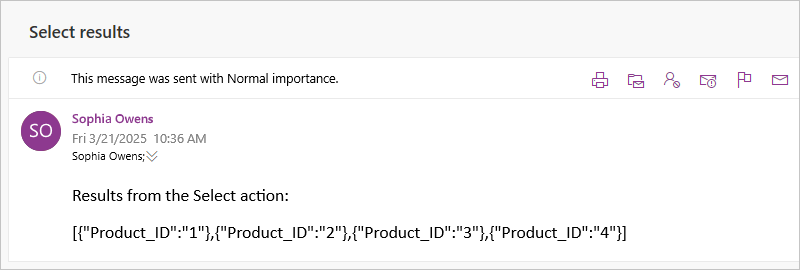 Select results
This message was sent with Normal importance.
SO
Sophia Owens
Fri 3/21/2025 10:36 AM
Sophia Owens;
Results from the Select action:
[{"Product_ID":"1"},{"Product_ID":"2"},{"Product_ID":"3"},{"Product_ID":"4"}]